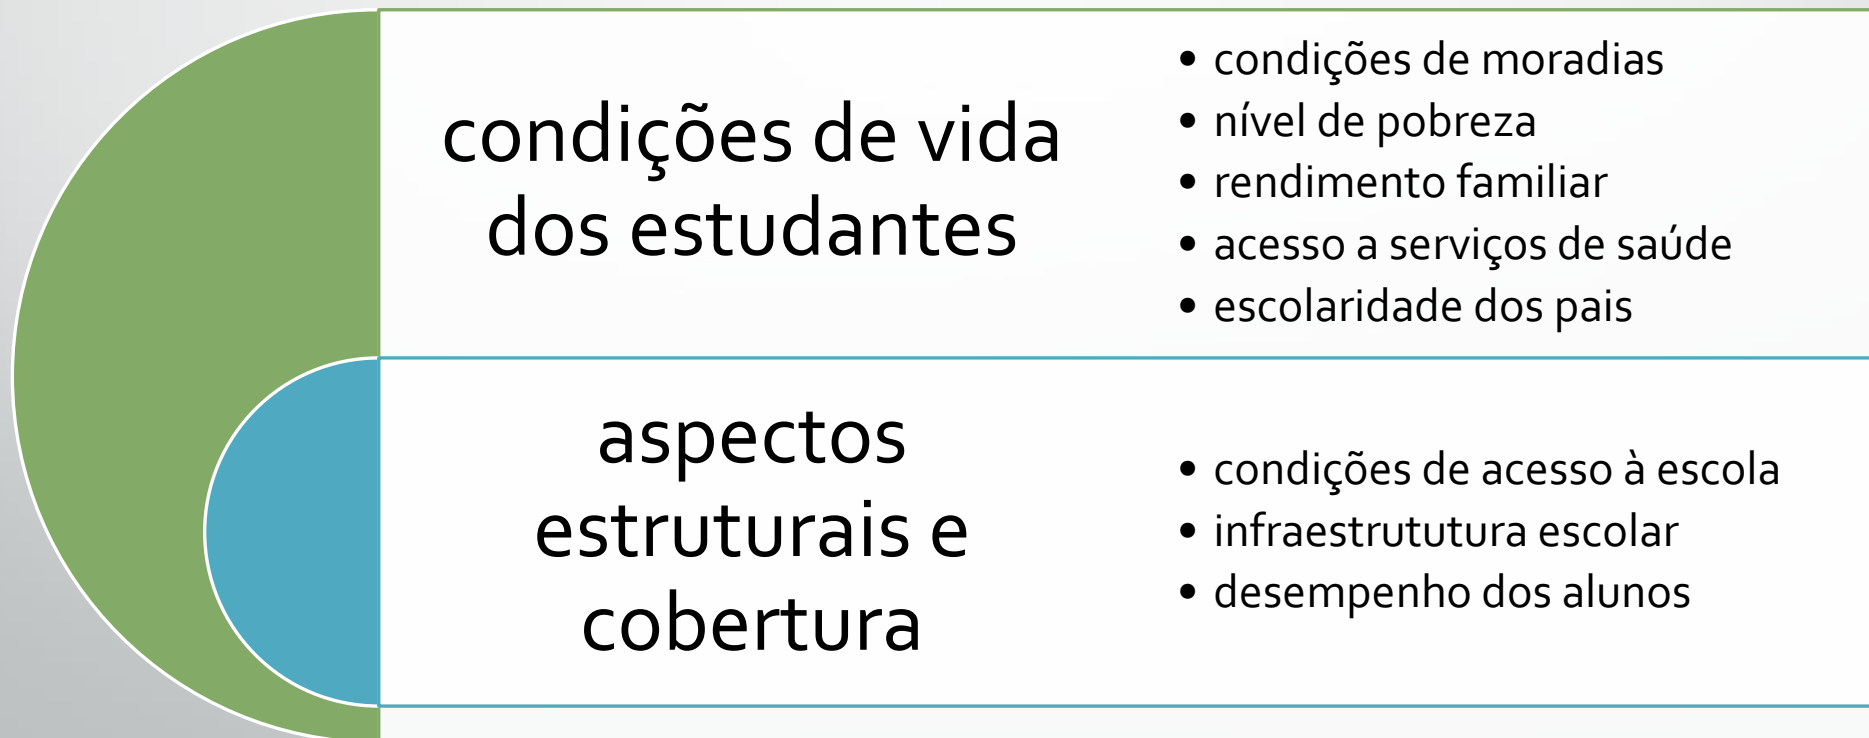 condições de vida
dos estudantes
• condições de moradias
• nível de pobreza
• rendimento familiar
• acesso a serviços de saúde
• escolaridade dos pais
aspectos
estruturais e
cobertura
• condições de acesso à escola
• infraestrututura escolar
• desempenho dos alunos